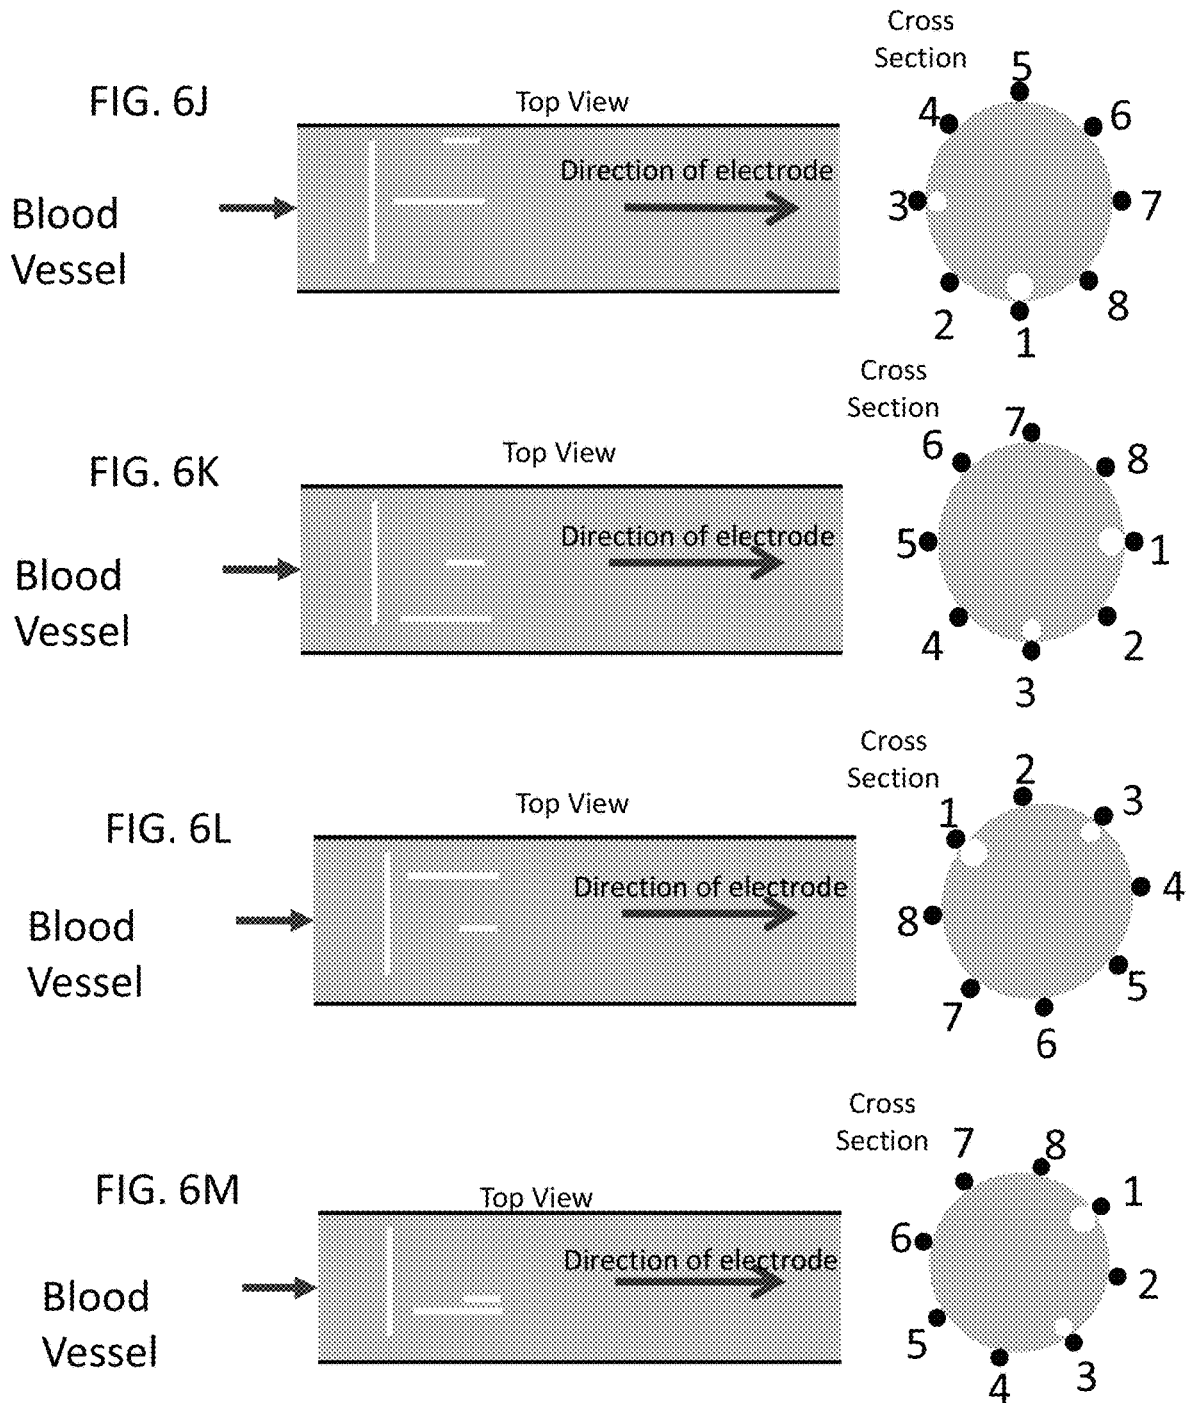 Cross
Section
FIG. 6J
Top View
Direction of electrode
Blood
Vessel
5
4
6
3
7
2
8
1
Cross
Section
FIG. 6K
Top View
Direction of electrode
Blood
Vessel
7
6
8
5
1
4
2
3
Cross
Section
FIG. 6L
Top View
Direction of electrode
Blood
Vessel
2
1
3
4
8
5
7
6
Cross
Section
FIG. 6M
Top View
Direction of electrode
Blood
Vessel
7
8
1
6
2
5
3
4